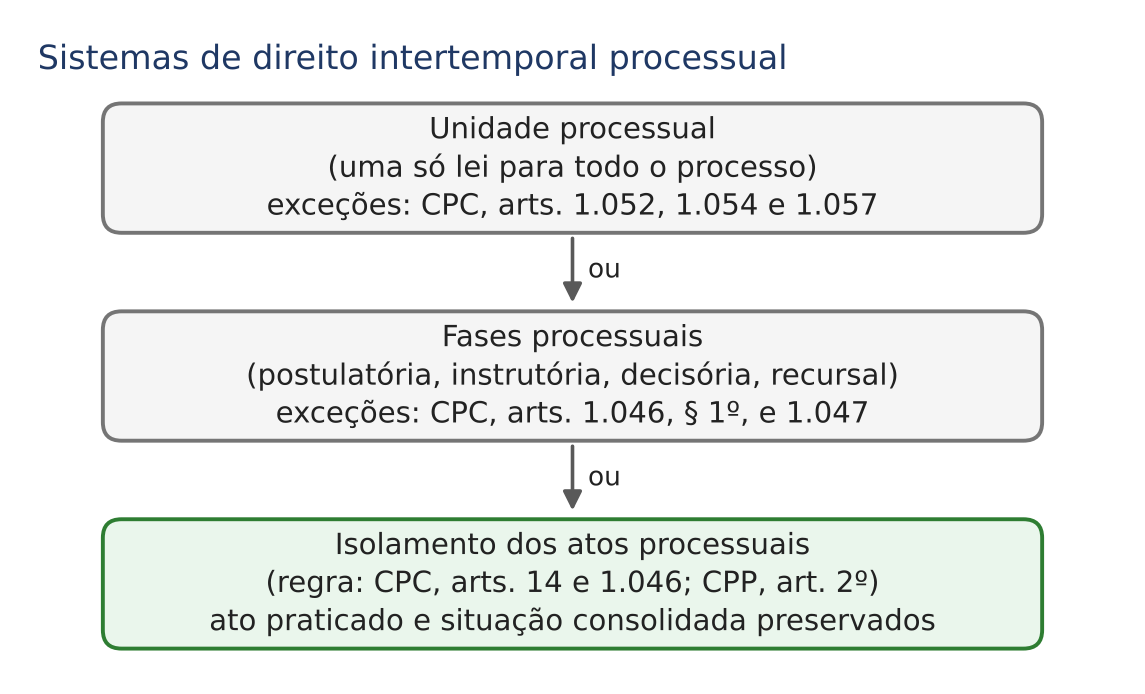 Sistemas de direito intertemporal processual
Unidade processual
(uma só lei para todo o processo)
exceções: CPC, arts. 1.052, 1.054 e 1.057
ou
Fases processuais
(postulatória, instrutória, decisória, recursal)
exceções: CPC, arts. 1.046, § 1º, e 1.047
ou
Isolamento dos atos processuais
(regra: CPC, arts. 14 e 1.046; CPP, art. 2º)
ato praticado e situação consolidada preservados